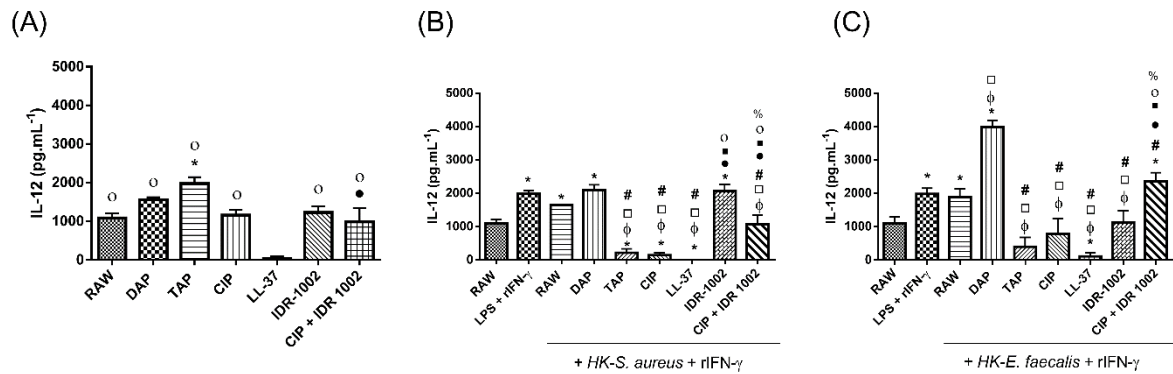 (A)
IL-12 (pg.mL⁻¹)
5000
4000
3000
2000
1000
0
ο
ο
ο
*
ο
ο
ο
●
RAW
DAP
TAP
CIP
LL-37
IDR-1002
CIP + IDR 1002
(B)
IL-12 (pg.mL⁻¹)
5000
4000
3000
2000
1000
0
*
*
*
#
□
ϕ
*
#
□
ϕ
*
#
□
ϕ
*
ο
■
●
*
%
ο
■
●
#
□
ϕ
RAW
LPS + rIFN-γ
RAW
DAP
TAP
CIP
LL-37
IDR-1002
CIP + IDR 1002
+ HK-S. aureus + rIFN-γ
(C)
IL-12 (pg.mL⁻¹)
5000
4000
3000
2000
1000
0
*
*
□
ϕ
*
#
□
ϕ
*
#
□
ϕ
#
□
ϕ
*
#
□
ϕ
%
ο
■
●
#
*
RAW
LPS + rIFN-γ
RAW
DAP
TAP
CIP
LL-37
IDR-1002
CIP + IDR 1002
+ HK-E. faecalis + rIFN-γ